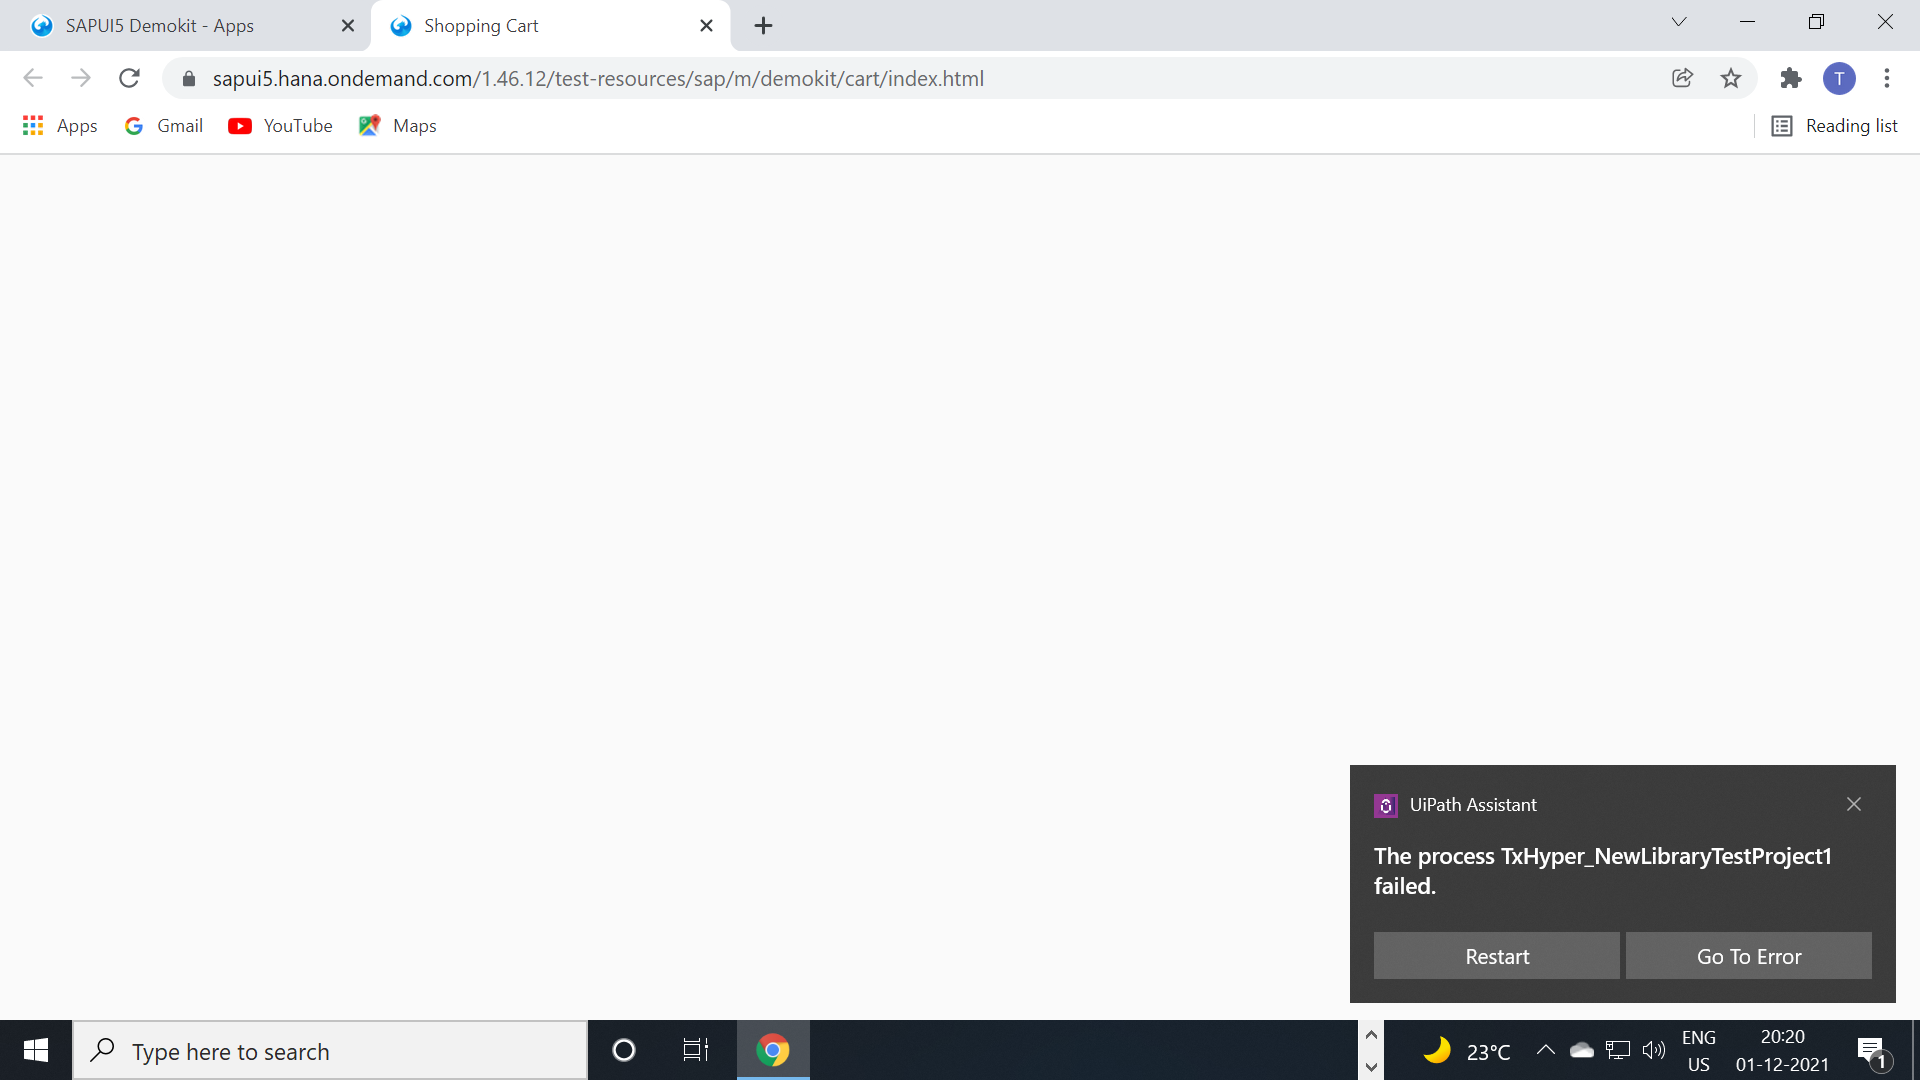 SAPUI5 Demokit - Apps
Shopping Cart
sapui5.hana.ondemand.com/1.46.12/test-resources/sap/m/demokit/cart/index.html
T
Apps
Gmail
YouTube
Maps
Reading list
UiPath Assistant
The process TxHyper_NewLibraryTestProject1
failed.
Restart
Go To Error
Type here to search
23°C
ENG
US
20:20
01-12-2021
1